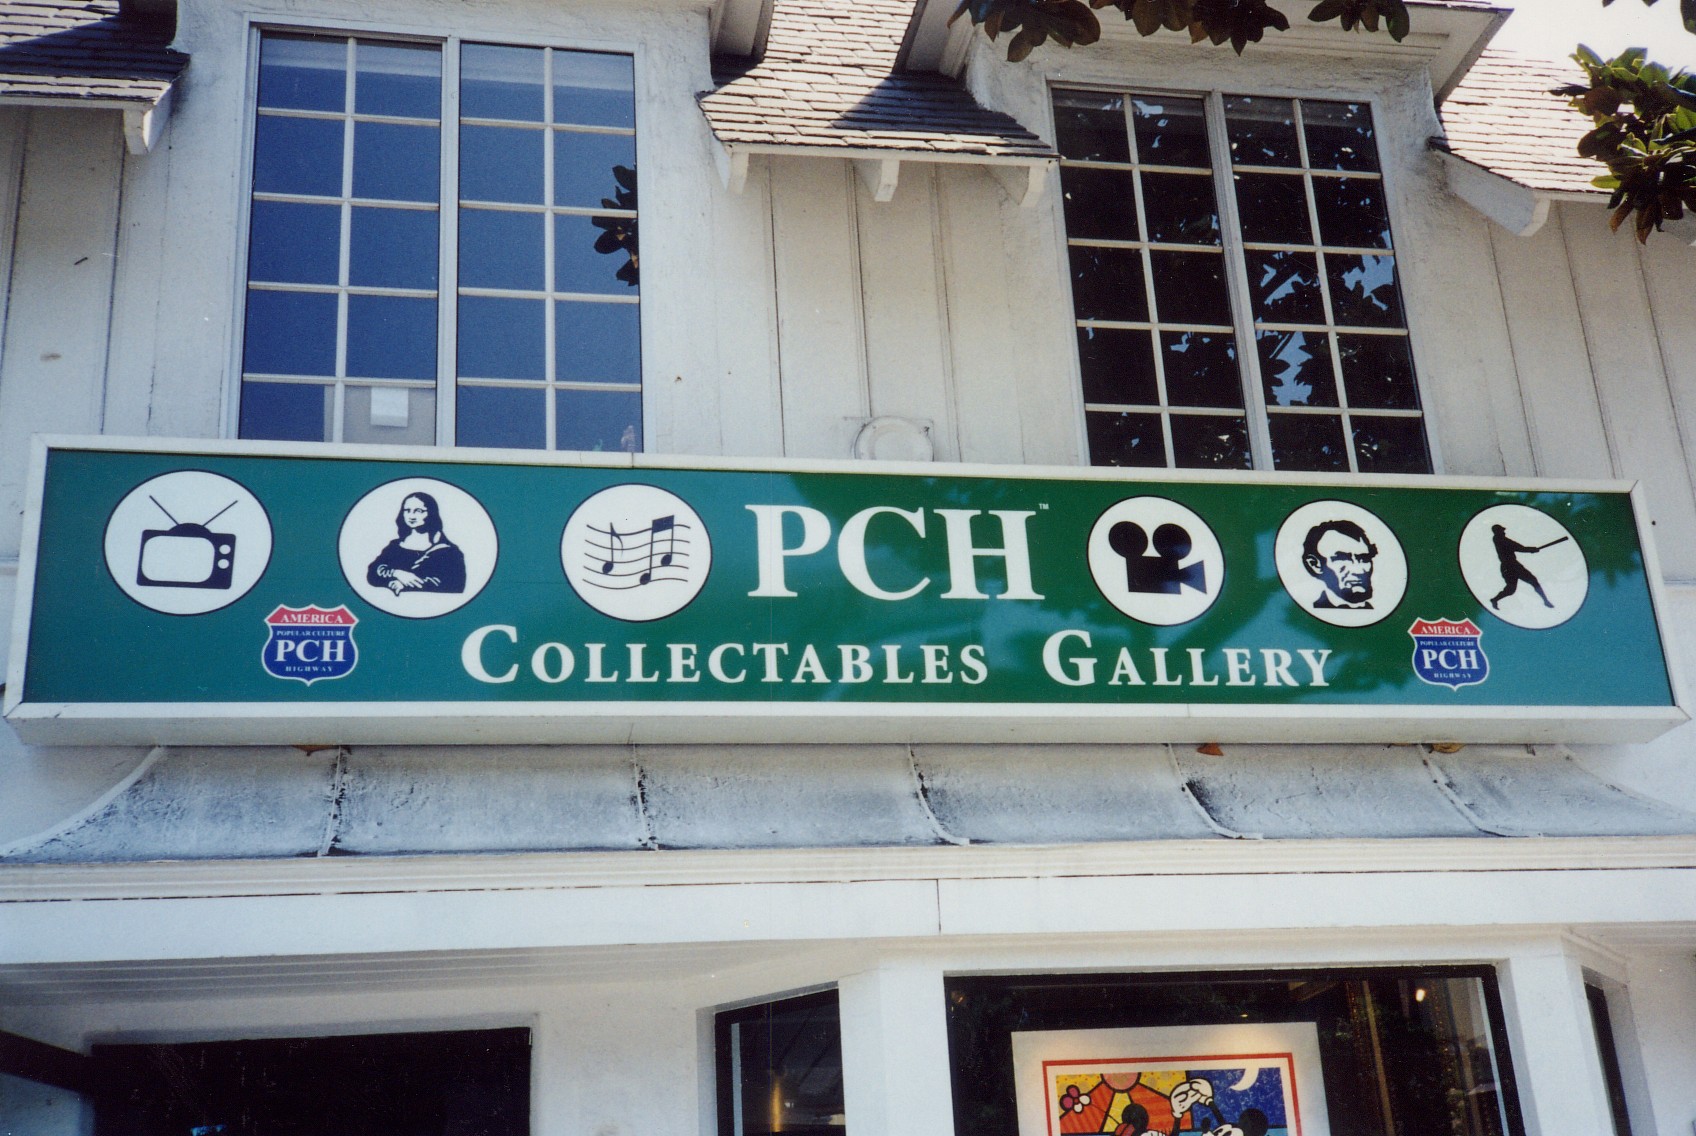 PCH™
COLLECTABLES GALLERY
AMERICA
POPULAR CULTURE
PCH
HIGHWAY
AMERICA
POPULAR CULTURE
PCH
HIGHWAY